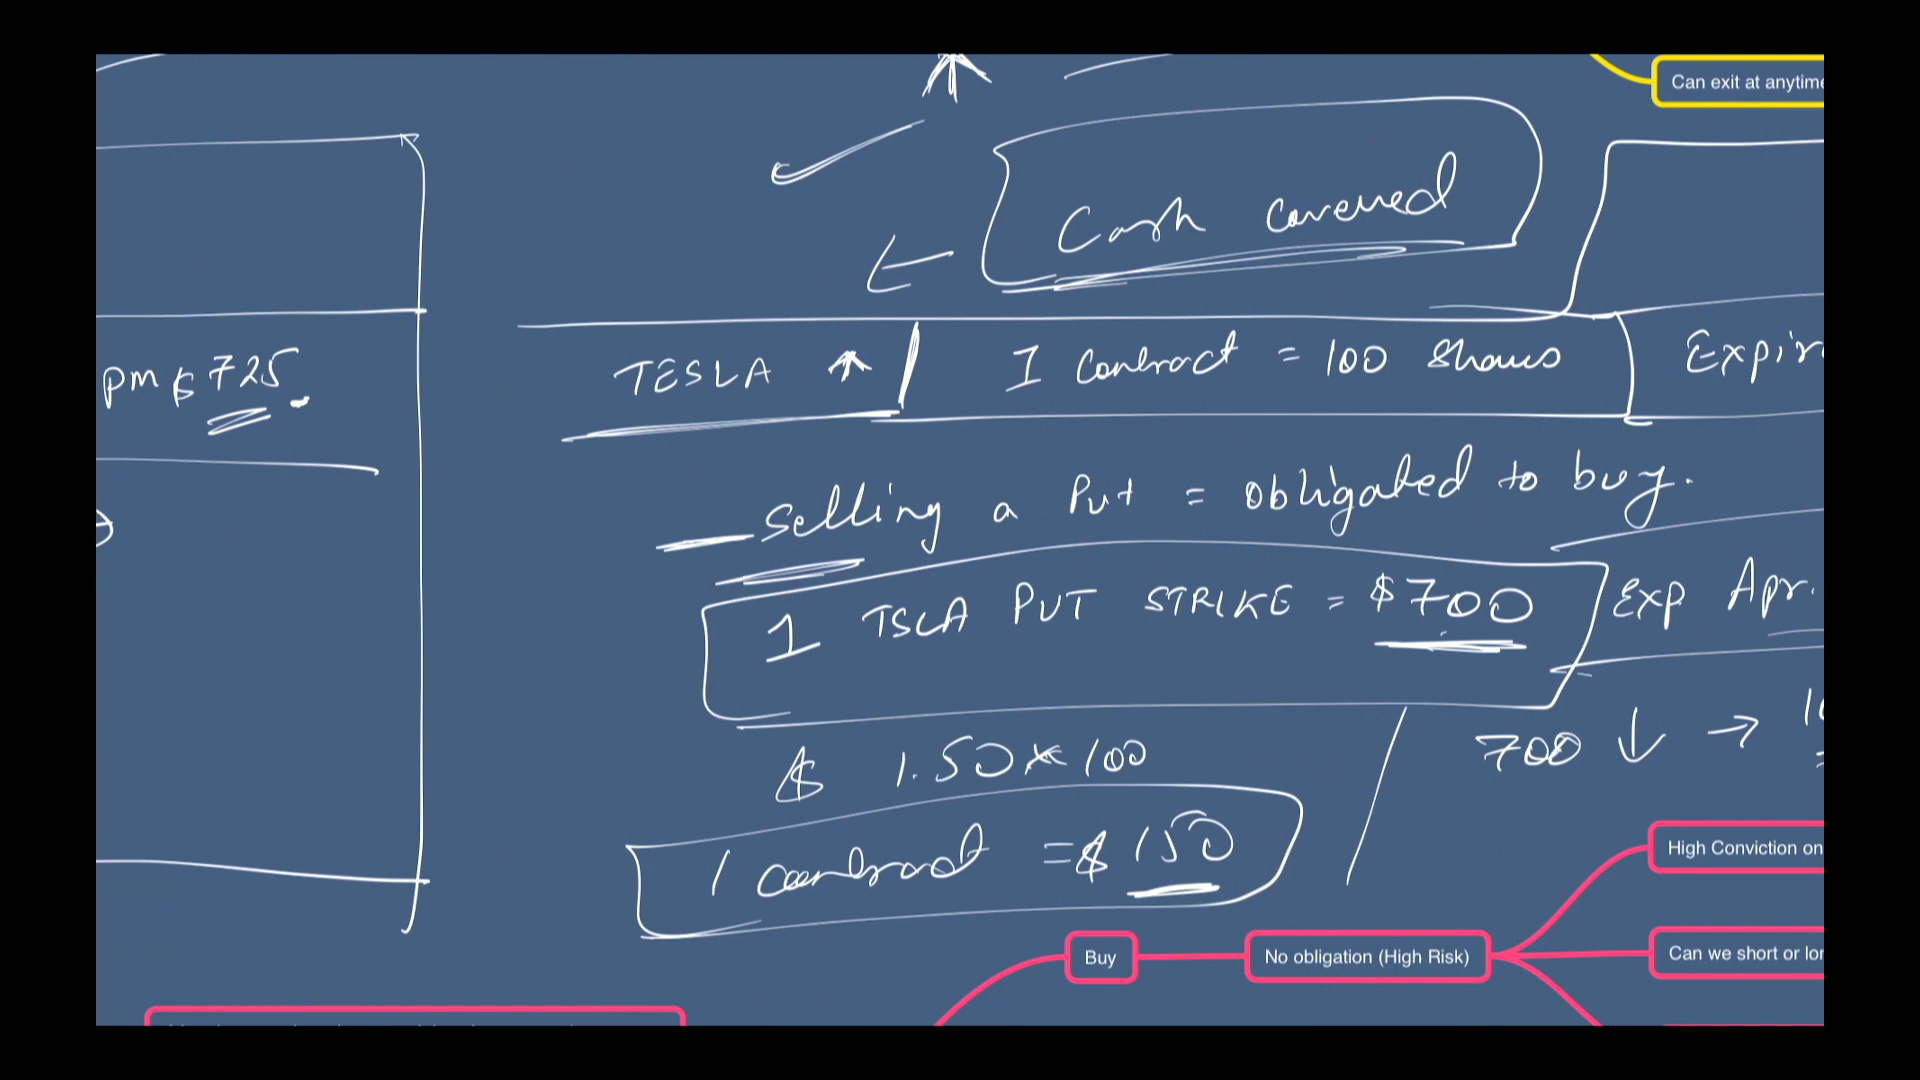 Can exit at anytime
Cash covered
pm $725
TESLA
1 contract = 100 shares
Expir
Selling a Put = obligated to buy.
1 TSLA PUT STRIKE = $700
Exp Apr.
$ 1.50 x 100
700 ↓ →
1 contract = $150
High Conviction on
Buy
No obligation (High Risk)
Can we short or lon